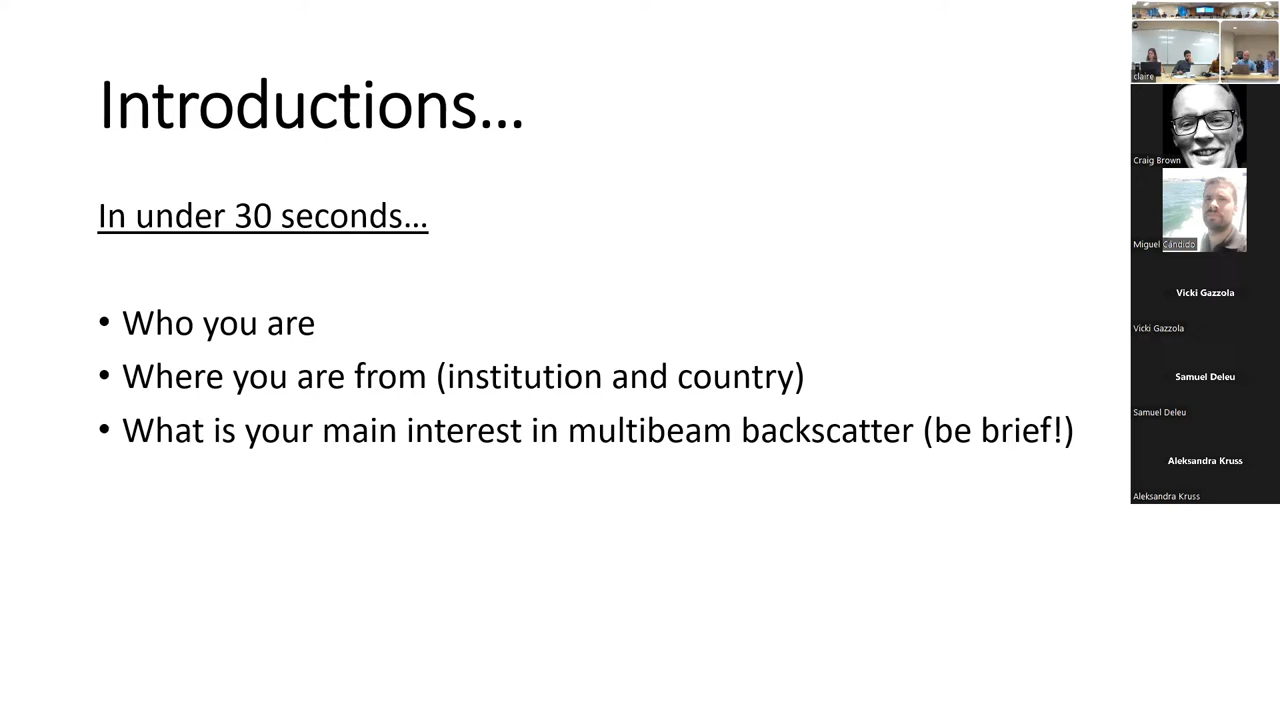 Introductions...
In under 30 seconds...
• Who you are
• Where you are from (institution and country)
• What is your main interest in multibeam backscatter (be brief!)
claire
Craig Brown
Miguel Cândido
Vicki Gazzola
Vicki Gazzola
Samuel Deleu
Samuel Deleu
Aleksandra Kruss
Aleksandra Kruss